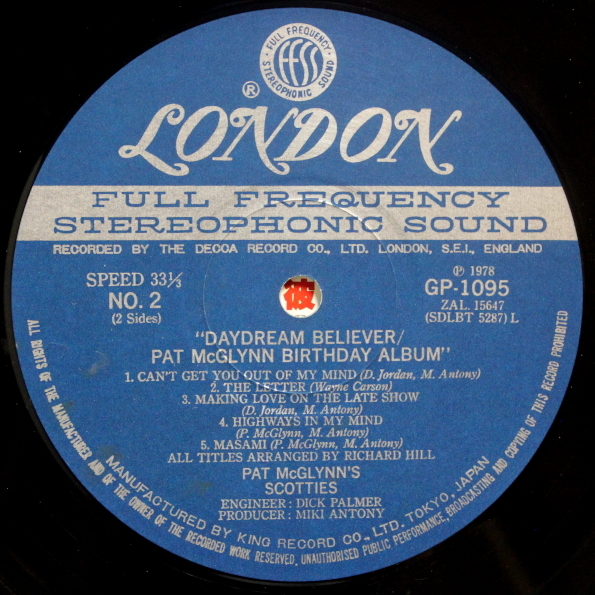 FULL FREQUENCY
FFSS
STEREOPHONIC SOUND
®
LONDON
FULL FREQUENCY
STEREOPHONIC SOUND
RECORDED BY THE DECCA RECORD CO., LTD. LONDON, S.E.I., ENGLAND
SPEED 33⅓
NO. 2
(2 Sides)
彼
℗ 1978
GP-1095
ZAL. 15647
(SDLBT 5287) L
"DAYDREAM BELIEVER/
PAT McGLYNN BIRTHDAY ALBUM"
1. CAN'T GET YOU OUT OF MY MIND (D. Jordan, M. Antony)
2. THE LETTER (Wayne Carson)
3. MAKING LOVE ON THE LATE SHOW
(D. Jordan, M. Antony)
4. HIGHWAYS IN MY MIND
(P. McGlynn, M. Antony)
5. MASAMI (P. McGlynn, M. Antony)
ALL TITLES ARRANGED BY RICHARD HILL
PAT McGLYNN'S
SCOTTIES
ENGINEER : DICK PALMER
PRODUCER : MIKI ANTONY
MANUFACTURED BY KING RECORD CO., LTD. TOKYO, JAPAN
ALL RIGHTS OF THE MANUFACTURER AND OF THE OWNER OF THE RECORDED WORK RESERVED. UNAUTHORISED PUBLIC PERFORMANCE, BROADCASTING AND COPYING OF THIS RECORD PROHIBITED